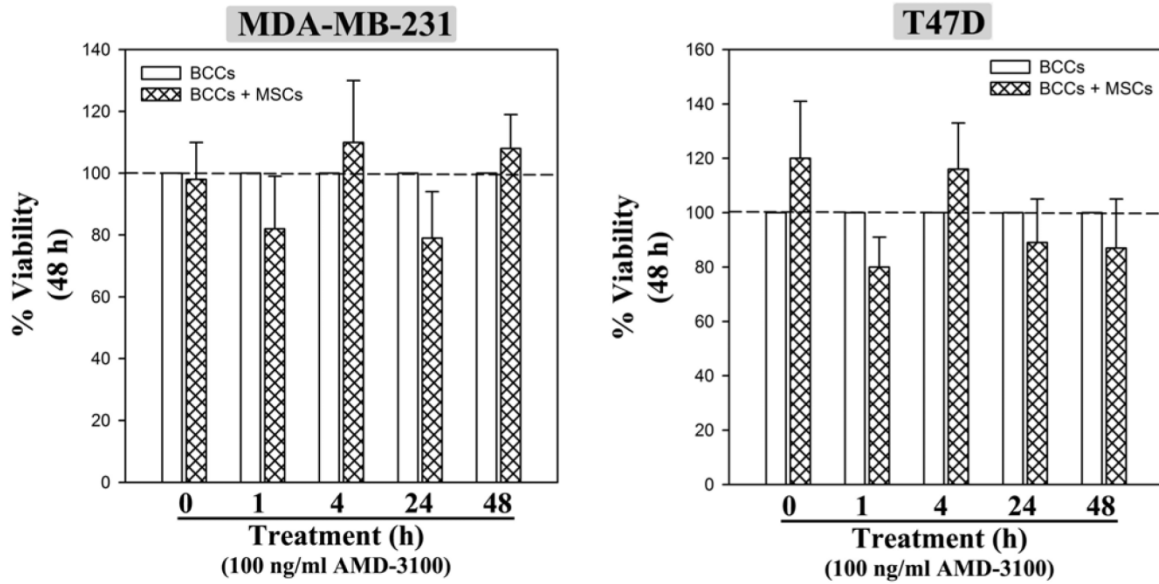 MDA-MB-231
140
120
100
80
60
40
20
0
% Viability
(48 h)
BCCs
BCCs + MSCs
0 1 4 24 48
Treatment (h)
(100 ng/ml AMD-3100)
T47D
160
140
120
100
80
60
40
20
0
% Viability
(48 h)
BCCs
BCCs + MSCs
0 1 4 24 48
Treatment (h)
(100 ng/ml AMD-3100)